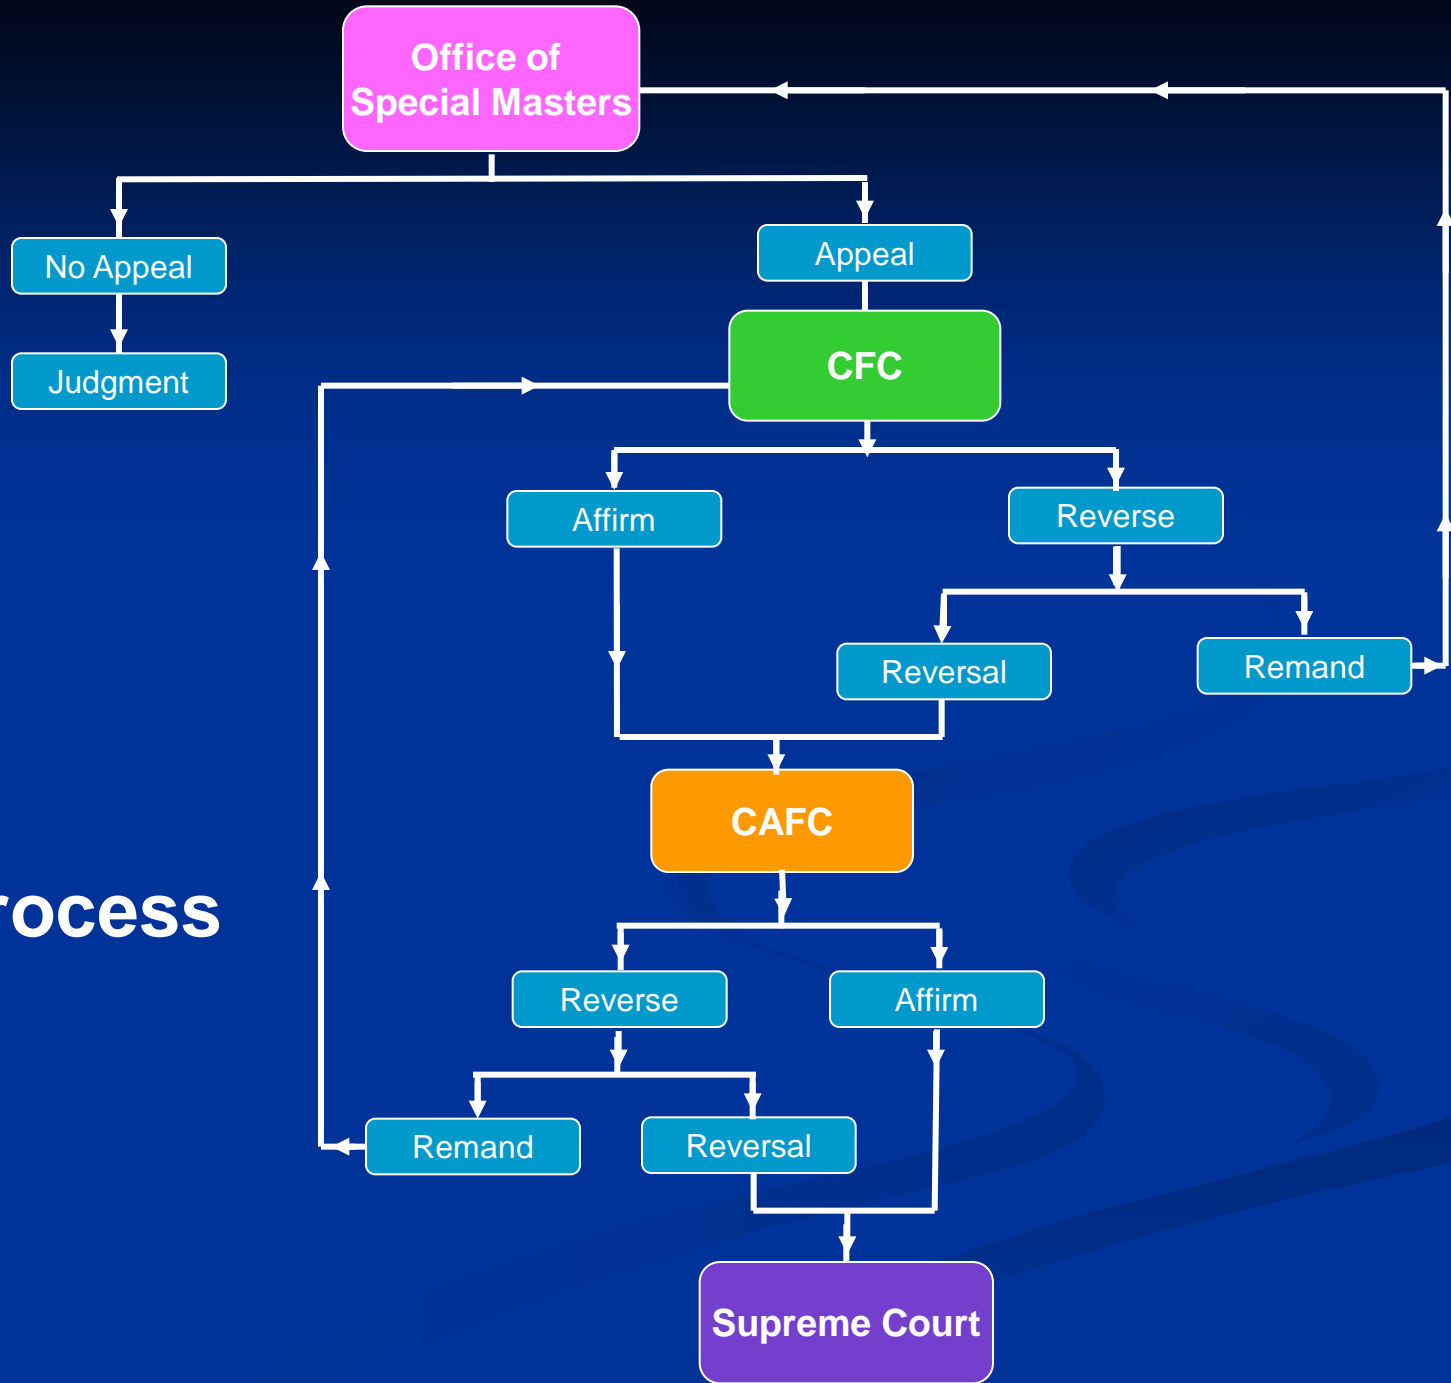 Office of
Special Masters
No Appeal
Appeal
Judgment
CFC
Affirm
Reverse
Reversal
Remand
CAFC
rocess
Reverse
Affirm
Remand
Reversal
Supreme Court